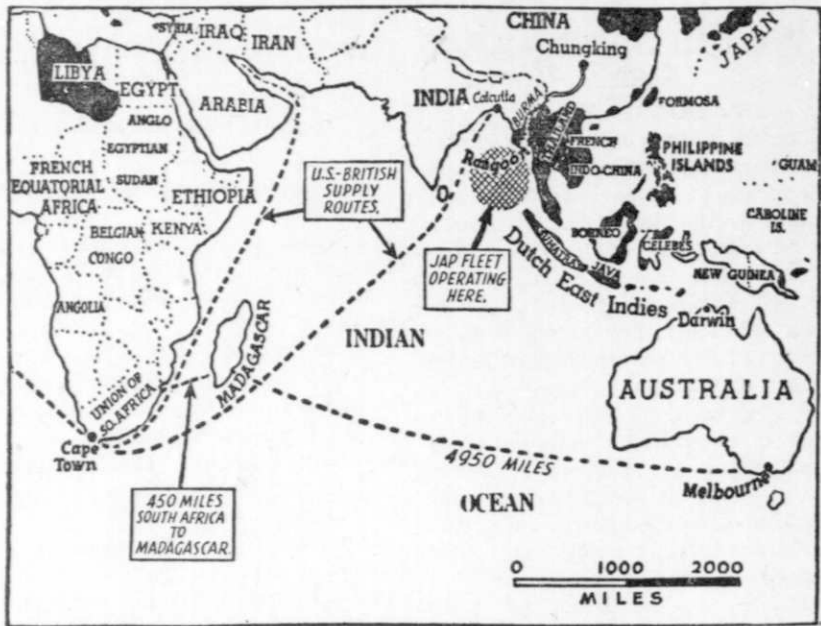 CHINA
SYRIA
IRAQ
IRAN
Chungking
JAPAN
LIBYA
EGYPT
ARABIA
INDIA
Calcutta
BURMA
FORMOSA
ANGLO
EGYPTIAN
SUDAN
FRENCH
EQUATORIAL
AFRICA
ETHIOPIA
U.S.-BRITISH
SUPPLY
ROUTES.
Rangoon
THAILAND
FRENCH
INDO-CHINA
PHILIPPINE
ISLANDS
GUAM
CAROLINE
IS.
BELGIAN
CONGO
KENYA
JAP FLEET
OPERATING
HERE.
BORNEO
CELEBES
SUMATRA
JAVA
NEW GUINEA
Dutch East Indies
ANGOLIA
MADAGASCAR
INDIAN
Darwin
AUSTRALIA
UNION OF
SO. AFRICA
Cape
Town
4950 MILES
Melbourne
450 MILES
SOUTH AFRICA
TO
MADAGASCAR.
OCEAN
0 1000 2000
MILES